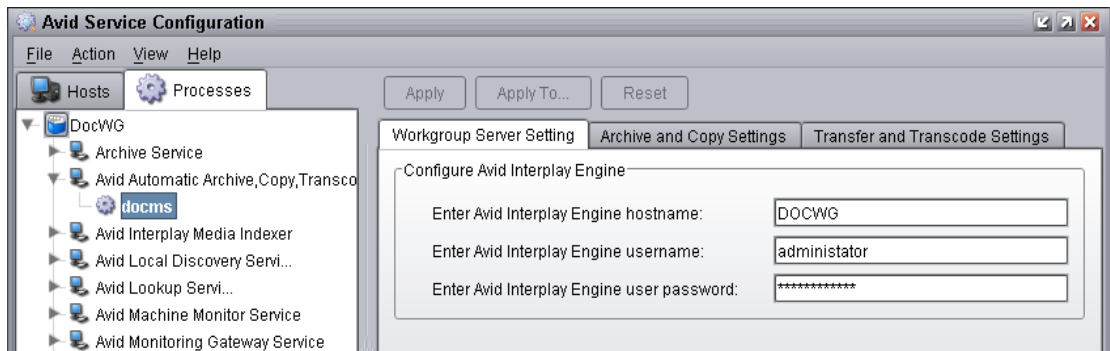 Avid Service Configuration
File Action View Help
Hosts Processes
DocWG
Archive Service
Avid Automatic Archive,Copy,Transco
docms
Avid Interplay Media Indexer
Avid Local Discovery Servi...
Avid Lookup Servi...
Avid Machine Monitor Service
Avid Monitoring Gateway Service
Apply Apply To... Reset
Workgroup Server Setting Archive and Copy Settings Transfer and Transcode Settings
Configure Avid Interplay Engine
Enter Avid Interplay Engine hostname: DOCWG
Enter Avid Interplay Engine username: administator
Enter Avid Interplay Engine user password: ************